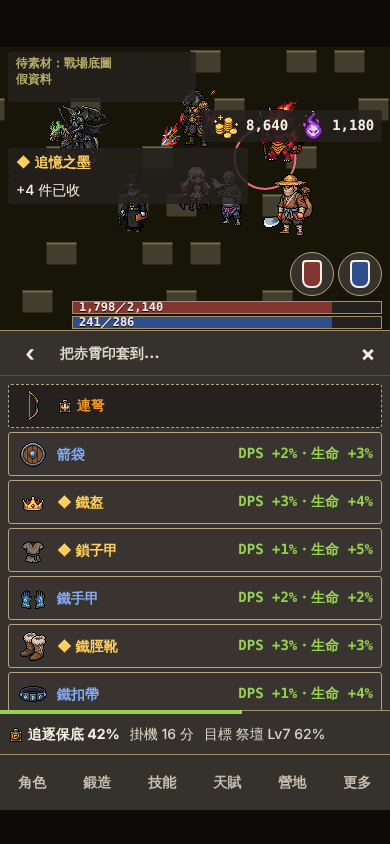 待素材：戰場底圖
假資料
8,640
1,180
◆ 追憶之墨
+4 件已收
1,798／2,140
241／286
‹ 把赤霄印套到… ×
連弩
箭袋 DPS +2%·生命 +3%
◆ 鐵盔 DPS +3%·生命 +4%
◆ 鎖子甲 DPS +1%·生命 +5%
鐵手甲 DPS +2%·生命 +2%
◆ 鐵脛靴 DPS +3%·生命 +3%
鐵扣帶 DPS +1%·生命 +4%
追逐保底 42% 掛機 16 分 目標 祭壇 Lv7 62%
角色 鍛造 技能 天賦 營地 更多